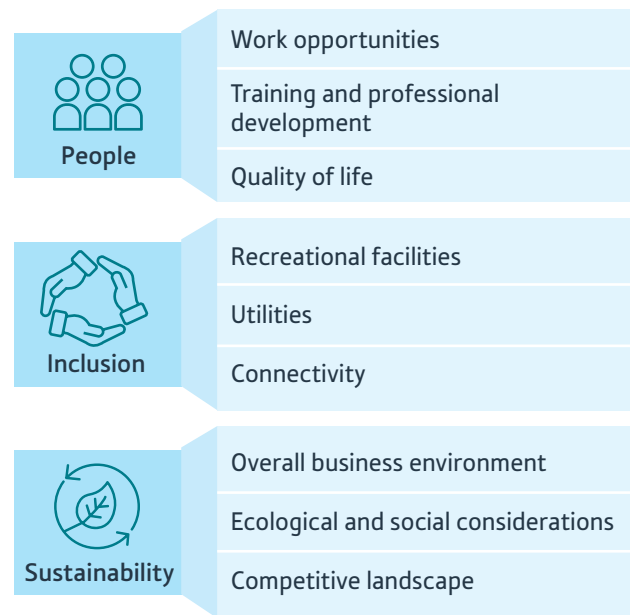 People
Work opportunities
Training and professional
development
Quality of life
Inclusion
Recreational facilities
Utilities
Connectivity
Sustainability
Overall business environment
Ecological and social considerations
Competitive landscape